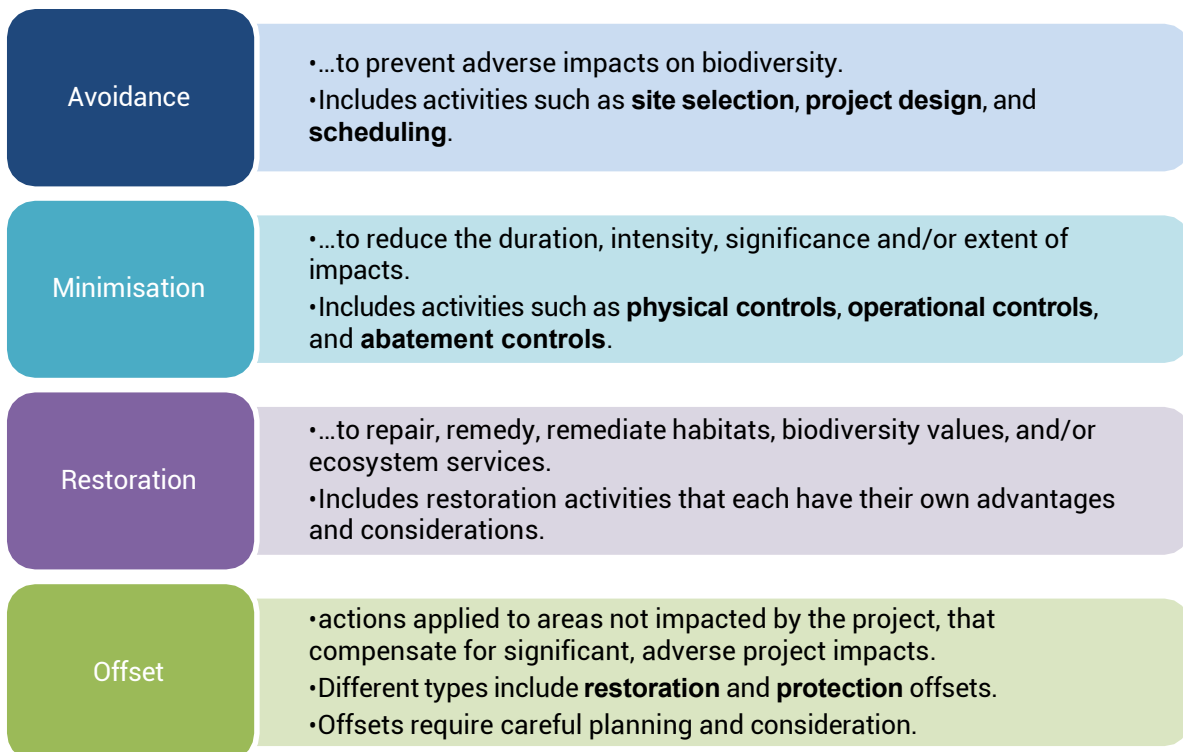 Avoidance
•...to prevent adverse impacts on biodiversity.
•Includes activities such as site selection, project design, and
scheduling.
Minimisation
•...to reduce the duration, intensity, significance and/or extent of
impacts.
•Includes activities such as physical controls, operational controls,
and abatement controls.
Restoration
•...to repair, remedy, remediate habitats, biodiversity values, and/or
ecosystem services.
•Includes restoration activities that each have their own advantages
and considerations.
Offset
•actions applied to areas not impacted by the project, that
compensate for significant, adverse project impacts.
•Different types include restoration and protection offsets.
•Offsets require careful planning and consideration.